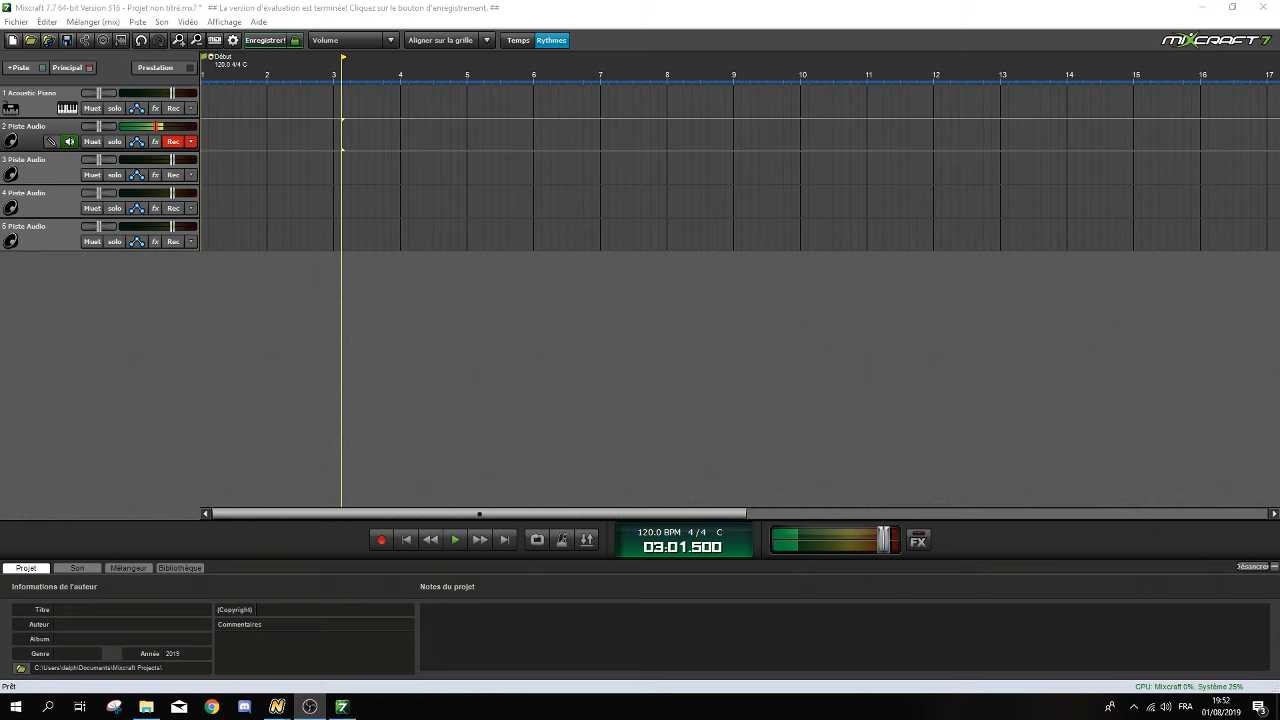 Mixcraft 7.7 64-bit Version 316 - Projet non titré.mx7 * ## La version d'évaluation est terminée! Cliquez sur le bouton d'enregistrement. ##
Fichier Éditer Mélanger (mix) Piste Son Vidéo Affichage Aide
Enregistrer! Volume Aligner sur la grille Temps Rythmes MIXCRAFT 7
+Piste Principal Prestation
Début
120.0 4/4 C
1 2 3 4 5 6 7 8 9 10 11 12 13 14 15 16 17
1 Acoustic Piano
Muet solo fx Rec
2 Piste Audio
Muet solo fx Rec
3 Piste Audio
Muet solo fx Rec
4 Piste Audio
Muet solo fx Rec
5 Piste Audio
Muet solo fx Rec
120.0 BPM 4/4 C
03:01.500
FX
Projet Son Mélangeur Bibliothèque
Désancrer
Informations de l'auteur
Notes du projet
Titre
(Copyright)
Auteur
Commentaires
Album
Genre
Année 2019
C:\Users\delph\Documents\Mixcraft Projects\
Prêt
CPU: Mixcraft 0%, Système 25%
FRA
19:52
01/08/2019
3